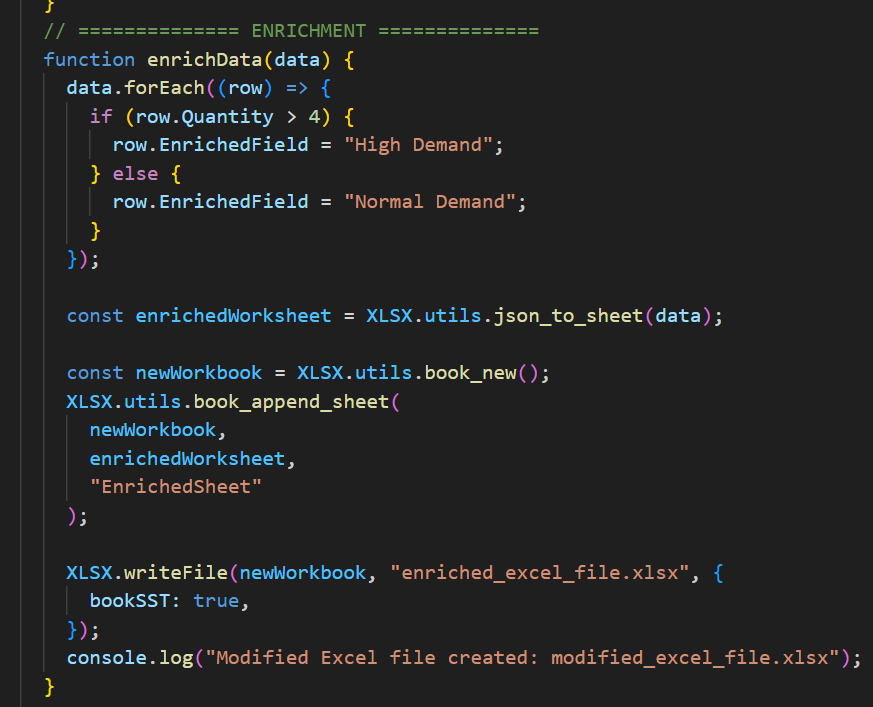 }
// ============== ENRICHMENT ==============
function enrichData(data) {
data.forEach((row) => {
if (row.Quantity > 4) {
row.EnrichedField = "High Demand";
} else {
row.EnrichedField = "Normal Demand";
}
});
const enrichedWorksheet = XLSX.utils.json_to_sheet(data);
const newWorkbook = XLSX.utils.book_new();
XLSX.utils.book_append_sheet(
newWorkbook,
enrichedWorksheet,
"EnrichedSheet"
);
XLSX.writeFile(newWorkbook, "enriched_excel_file.xlsx", {
bookSST: true,
});
console.log("Modified Excel file created: modified_excel_file.xlsx");
}